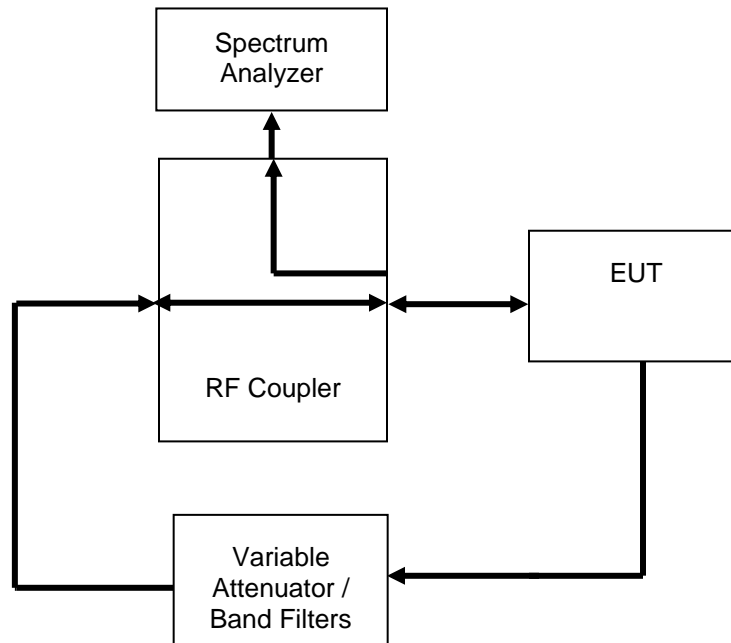 Spectrum
Analyzer
EUT
RF Coupler
Variable
Attenuator /
Band Filters